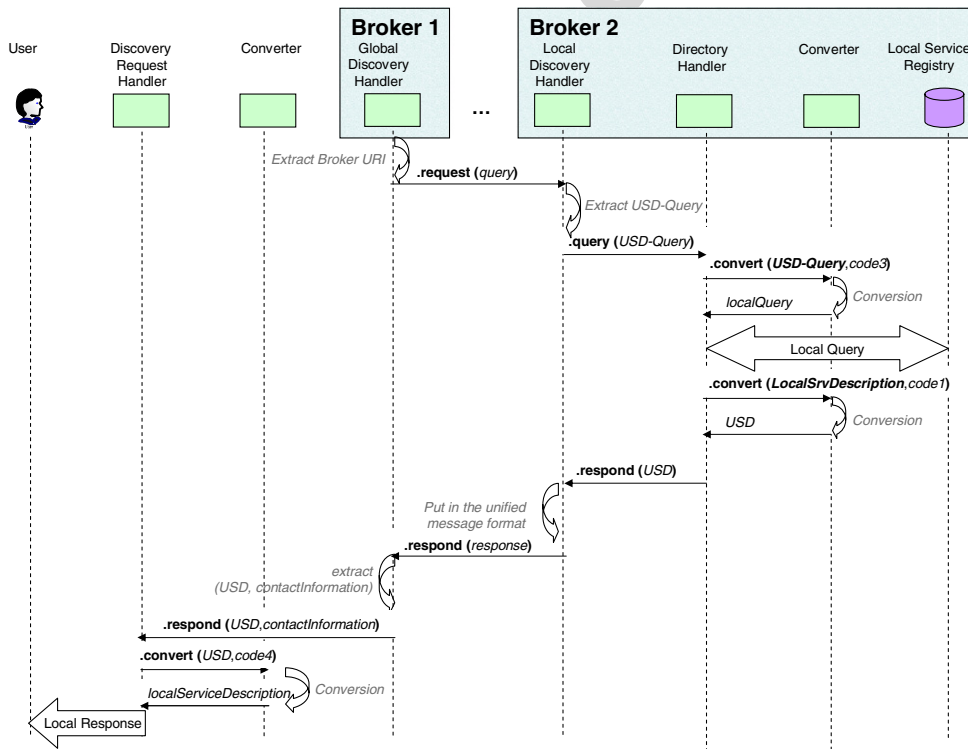 Broker 1
Broker 2
User
Discovery
Request
Handler
Converter
Global
Discovery
Handler
...
Local
Discovery
Handler
Directory
Handler
Converter
Local Service
Registry
Extract Broker URI
.request (query)
Extract USD-Query
.query (USD-Query)
.convert (USD-Query,code3)
Conversion
localQuery
Local Query
.convert (LocalSrvDescription,code1)
Conversion
USD
.respond (USD)
Put in the unified
message format
.respond (response)
extract
(USD, contactInformation)
.respond (USD,contactInformation)
.convert (USD,code4)
Conversion
localServiceDescription
Local Response